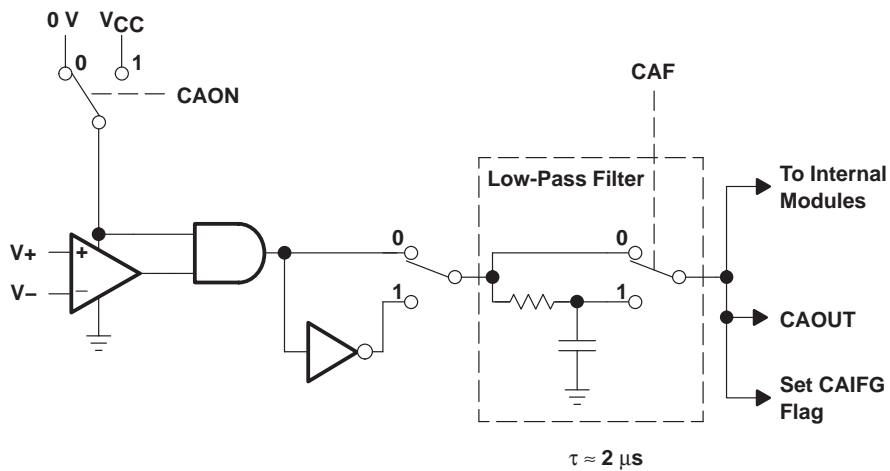 0 V VCC
0 1
CAON
CAF
Low-Pass Filter
To Internal
Modules
V+
+
V–
–
0
1
0
1
CAOUT
Set CAIFG
Flag
τ ≈ 2 μs